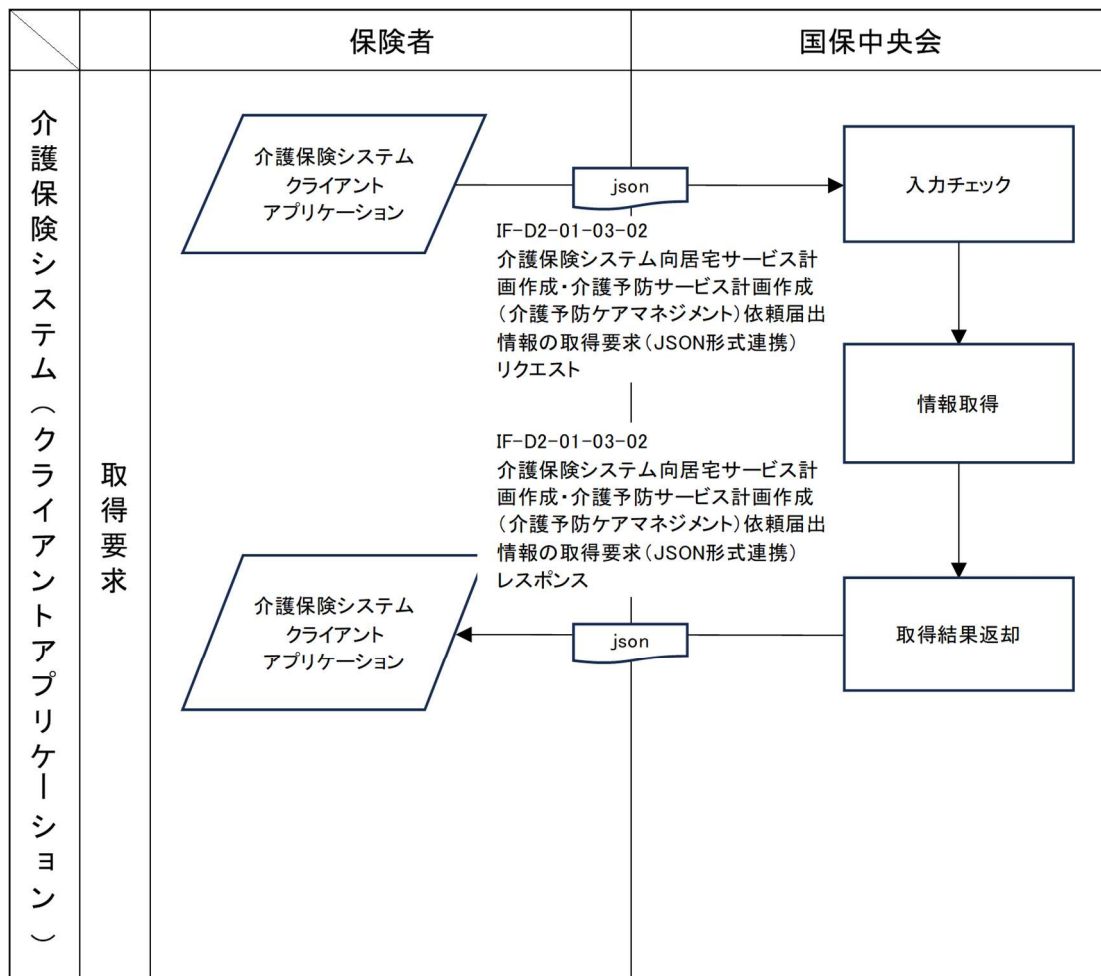 保険者
国保中央会
介護保険システム（クライアントアプリケーション）
取得要求
介護保険システム
クライアント
アプリケーション
json
入力チェック
IF-D2-01-03-02
介護保険システム向居宅サービス計
画作成・介護予防サービス計画作成
（介護予防ケアマネジメント）依頼届出
情報の取得要求（JSON形式連携）
リクエスト
情報取得
IF-D2-01-03-02
介護保険システム向居宅サービス計
画作成・介護予防サービス計画作成
（介護予防ケアマネジメント）依頼届出
情報の取得要求（JSON形式連携）
レスポンス
介護保険システム
クライアント
アプリケーション
json
取得結果返却